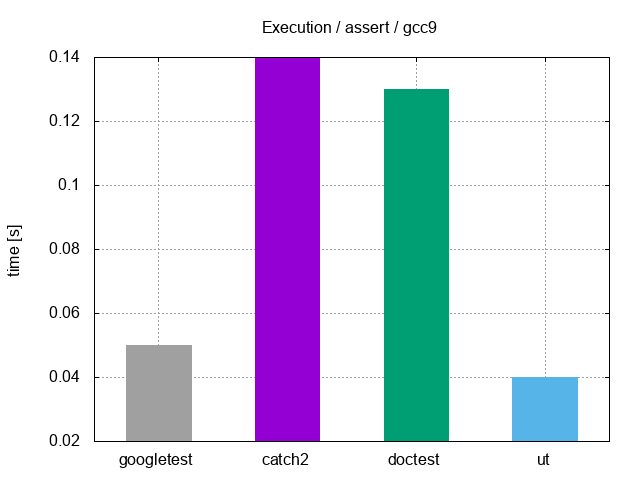 Execution / assert / gcc9
0.14
0.12
0.1
0.08
0.06
0.04
0.02
time [s]
googletest catch2 doctest ut